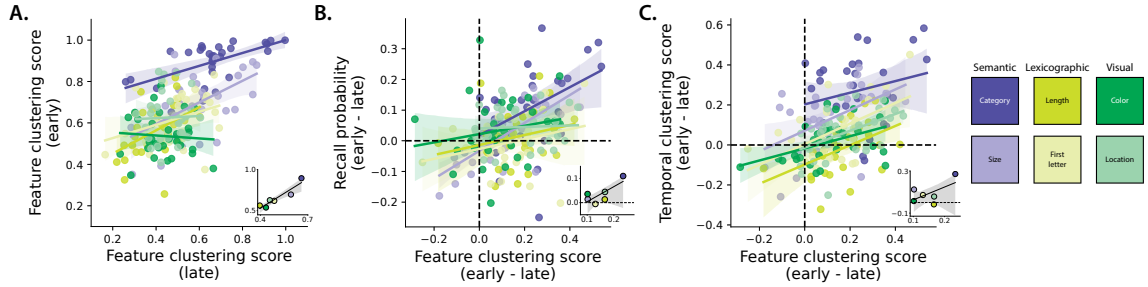 A.
Feature clustering score
(early)
1.0
0.8
0.6
0.4
0.2
0.2
0.4
0.6
0.8
1.0
Feature clustering score
(late)
1.0
0.5
0.4
0.7
B.
Recall probability
(early - late)
0.3
0.2
0.1
0.0
−0.1
−0.2
−0.2
0.0
0.2
0.4
Feature clustering score
(early - late)
0.1
0.0
0.1
0.2
C.
Temporal clustering score
(early - late)
0.6
0.4
0.2
0.0
−0.2
−0.4
−0.2
0.0
0.2
0.4
Feature clustering score
(early - late)
0.3
−0.1
0.1
0.2
Semantic Lexicographic Visual
Category Length Color
Size First letter Location